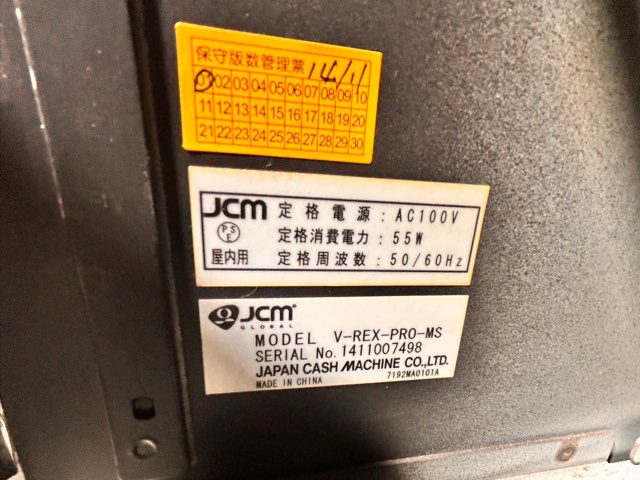 保守版数管理票 14/11
01 02 03 04 05 06 07 08 09 10
11 12 13 14 15 16 17 18 19 20
21 22 23 24 25 26 27 28 29 30
JCM 定格電源：AC100V
PSE 定格消費電力：55W
屋内用 定格周波数：50/60Hz
JCM®
GLOBAL
MODEL V-REX-PRO-MS
SERIAL No. 1411007498
JAPAN CASH MACHINE CO.,LTD.
MADE IN CHINA 7192MA0101A